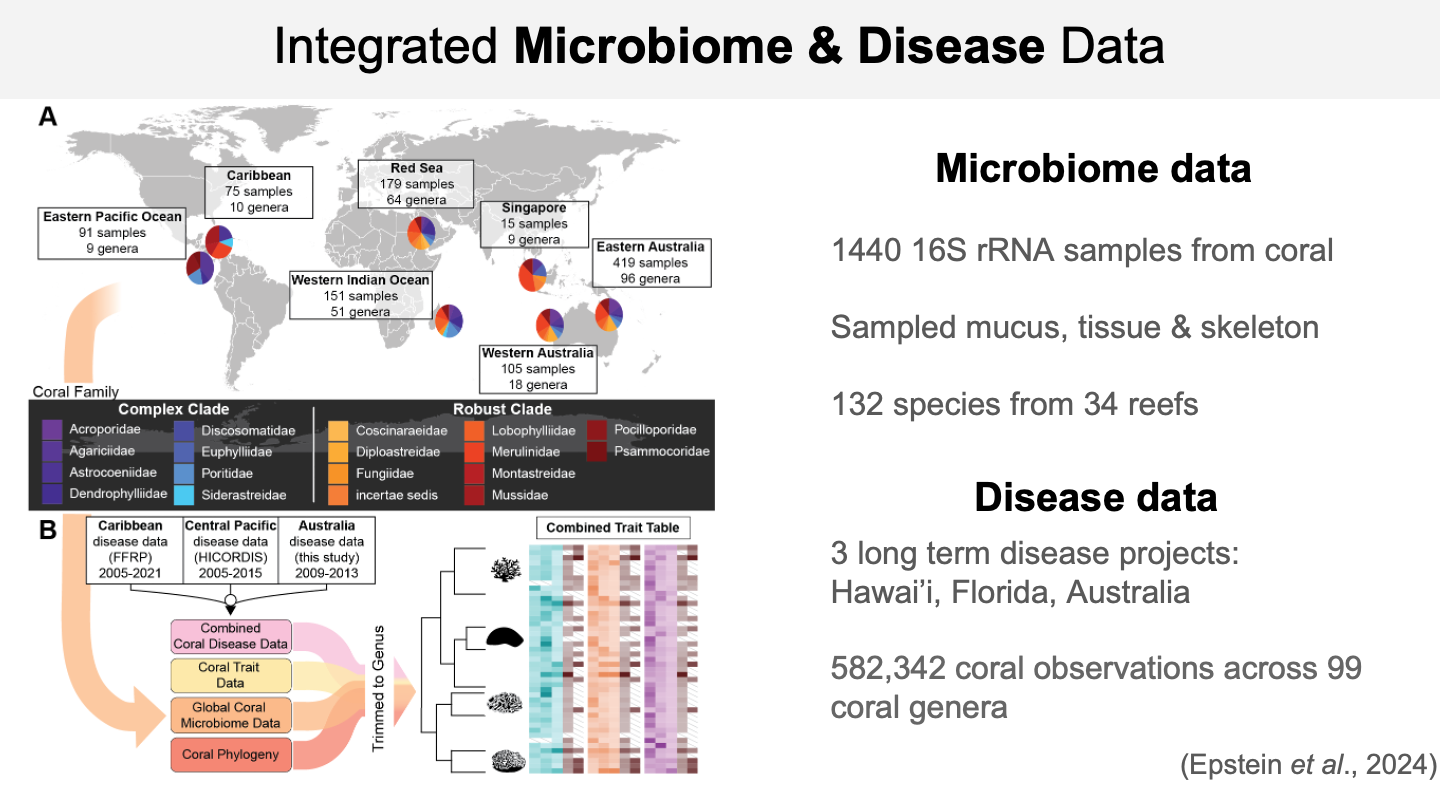 Integrated Microbiome & Disease Data
A
Caribbean
75 samples
10 genera
Red Sea
179 samples
64 genera
Eastern Pacific Ocean
91 samples
9 genera
Singapore
15 samples
9 genera
Eastern Australia
419 samples
96 genera
Western Indian Ocean
151 samples
51 genera
Western Australia
105 samples
18 genera
Coral Family
Complex Clade
Acroporidae
Agariciidae
Astrocoeniidae
Dendrophylliidae
Discosomatidae
Euphylliidae
Poritidae
Siderastreidae
Robust Clade
Coscinaraeidae
Diploastreidae
Fungiidae
incertae sedis
Lobophylliidae
Merulinidae
Montastreidae
Mussidae
Pocilloporidae
Psammocoridae
B
Caribbean
disease data
(FFRP)
2005-2021
Central Pacific
disease data
(HICORDIS)
2005-2015
Australia
disease data
(this study)
2009-2013
Combined
Coral Disease Data
Coral Trait
Data
Global Coral
Microbiome Data
Coral Phylogeny
Trimmed to Genus
Combined Trait Table
Microbiome data
1440 16S rRNA samples from coral
Sampled mucus, tissue & skeleton
132 species from 34 reefs
Disease data
3 long term disease projects:
Hawai’i, Florida, Australia
582,342 coral observations across 99
coral genera
(Epstein et al., 2024)